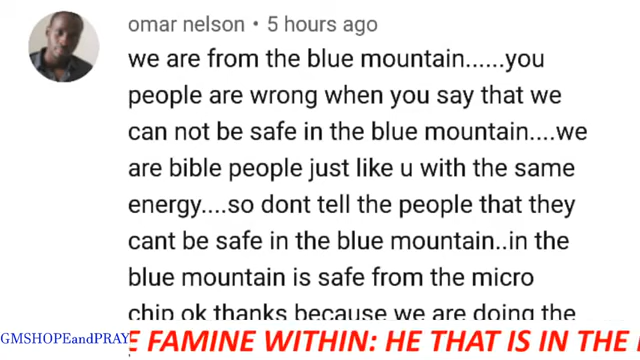 omar nelson • 5 hours ago
we are from the blue mountain......you
people are wrong when you say that we
can not be safe in the blue mountain....we
are bible people just like u with the same
energy....so dont tell the people that they
cant be safe in the blue mountain..in the
blue mountain is safe from the micro
chip ok thanks because we are doing the
GMSHOPEandPRAY E FAMINE WITHIN: HE THAT IS IN THE